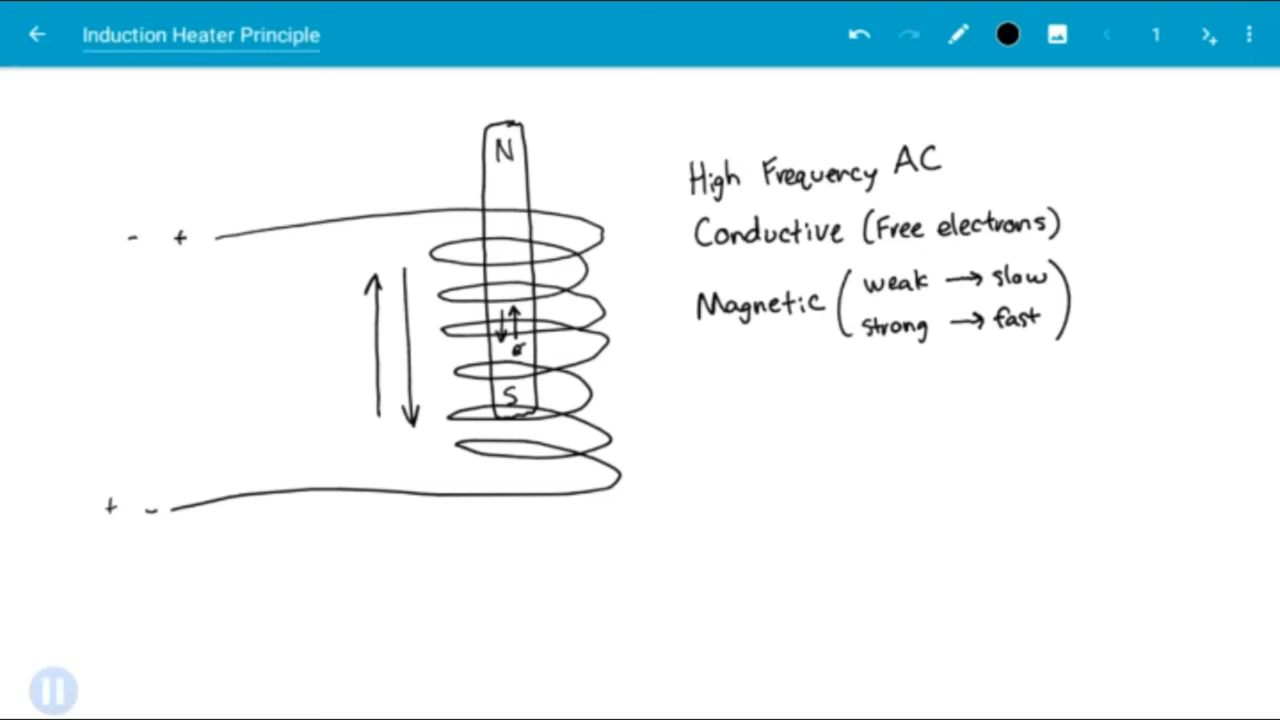 Induction Heater Principle
1
N
High Frequency AC
- +
Conductive (Free electrons)
Magnetic (weak → slow
strong → fast)
S
+ -